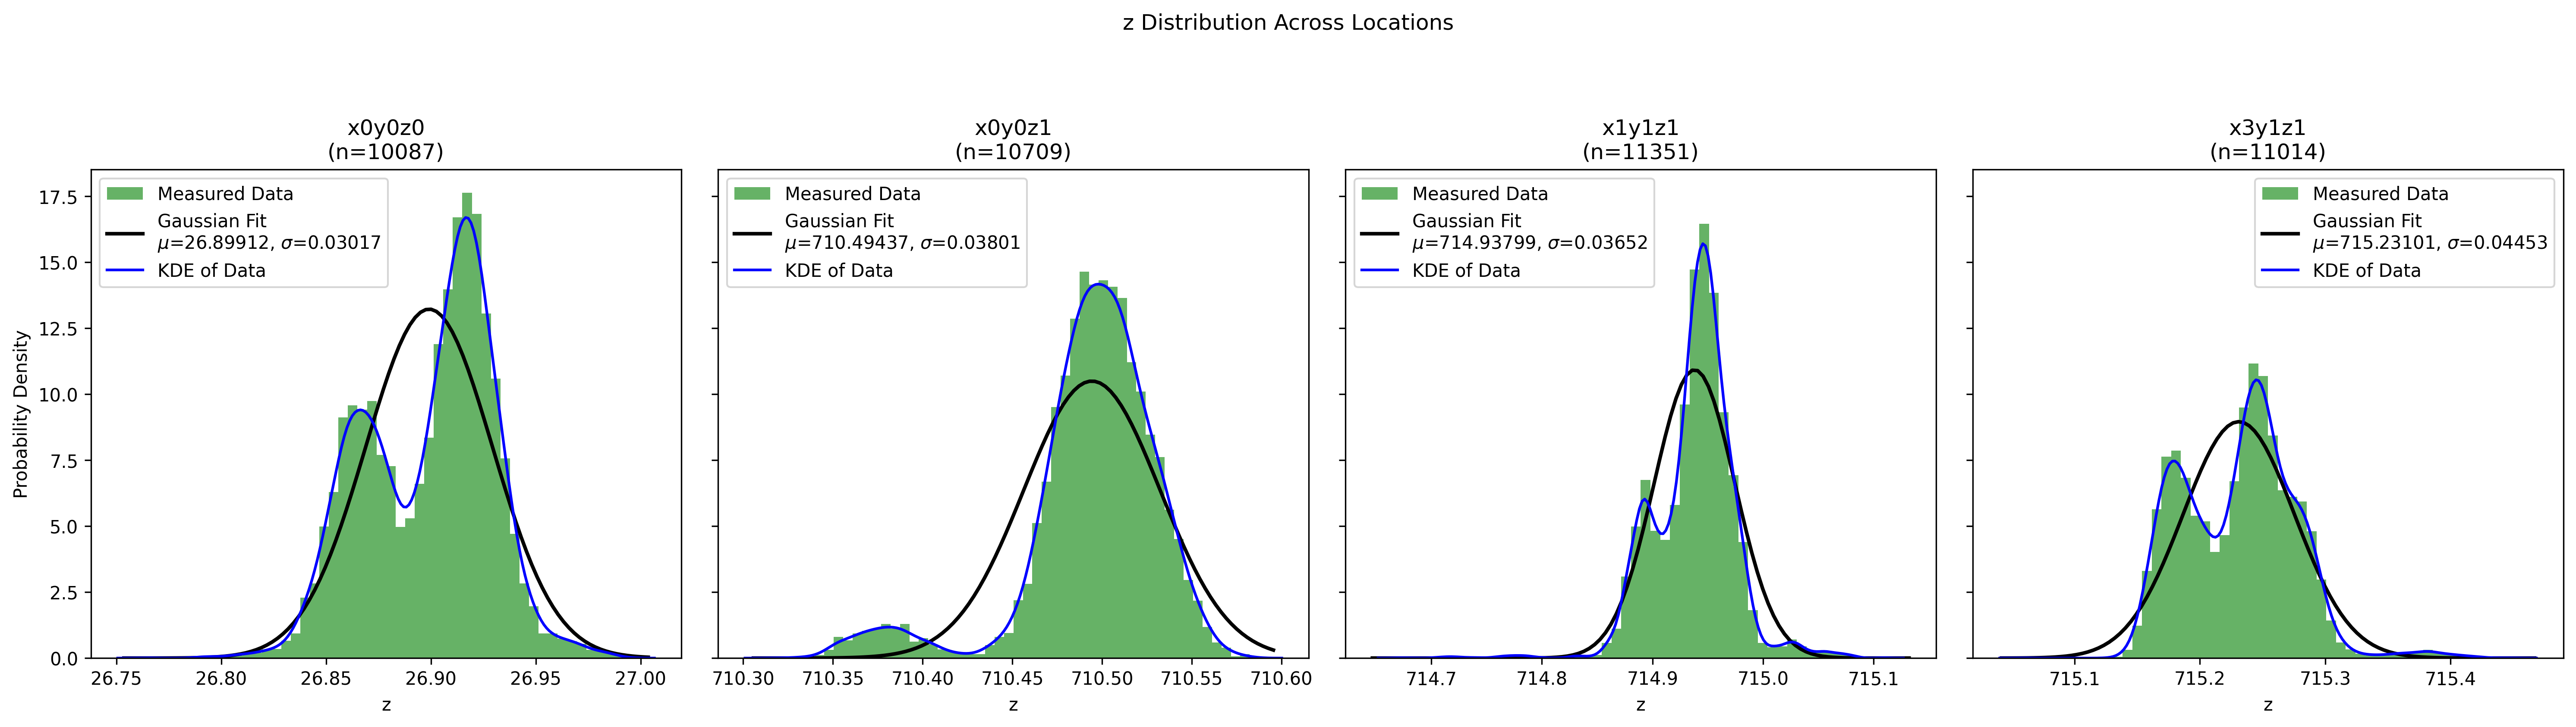 z Distribution Across Locations
x0y0z0
(n=10087)
Measured Data
Gaussian Fit
μ=26.89912, σ=0.03017
KDE of Data
Probability Density
17.5
15.0
12.5
10.0
7.5
5.0
2.5
0.0
26.75 26.80 26.85 26.90 26.95 27.00
z
x0y0z1
(n=10709)
Measured Data
Gaussian Fit
μ=710.49437, σ=0.03801
KDE of Data
710.30 710.35 710.40 710.45 710.50 710.55 710.60
z
x1y1z1
(n=11351)
Measured Data
Gaussian Fit
μ=714.93799, σ=0.03652
KDE of Data
714.7 714.8 714.9 715.0 715.1
z
x3y1z1
(n=11014)
Measured Data
Gaussian Fit
μ=715.23101, σ=0.04453
KDE of Data
715.1 715.2 715.3 715.4
z